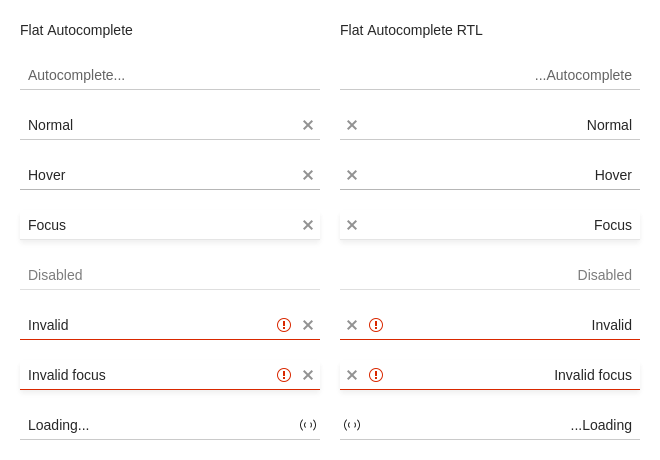 Flat Autocomplete
Flat Autocomplete RTL
Autocomplete...
...Autocomplete
Normal
Normal
Hover
Hover
Focus
Focus
Disabled
Disabled
Invalid
Invalid
Invalid focus
Invalid focus
Loading...
...Loading